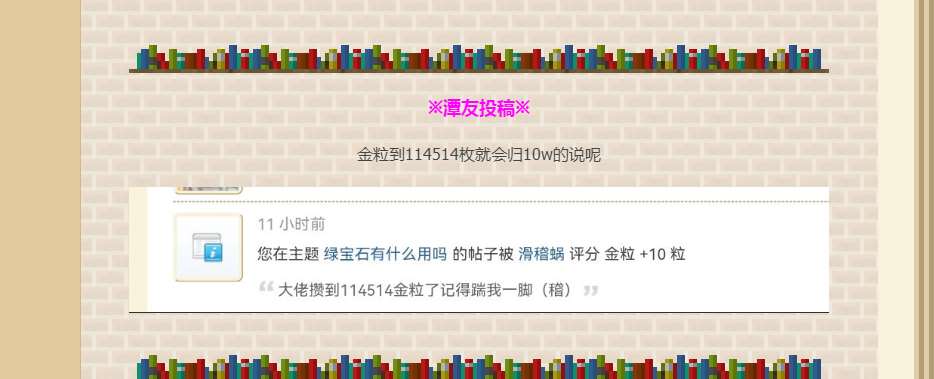 ※潭友投稿※
金粒到114514枚就会归10w的说呢
11 小时前
您在主题 绿宝石有什么用吗 的帖子被 滑稽蜗 评分 金粒 +10 粒
“ 大佬攒到114514金粒了记得踹我一脚（稽） ”